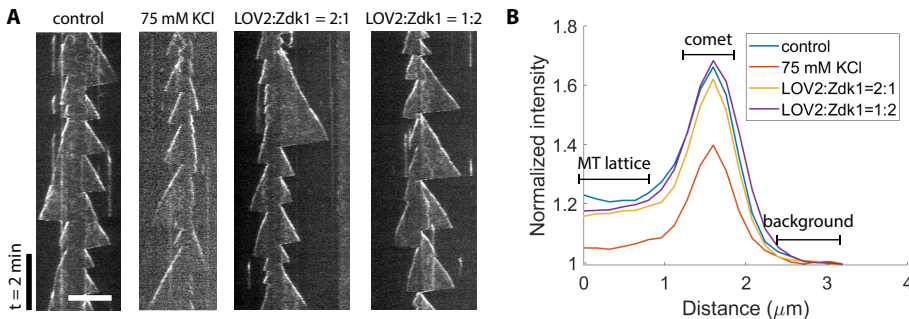 A
control
75 mM KCl
LOV2:Zdk1 = 2:1
LOV2:Zdk1 = 1:2
t = 2 min
B
Normalized intensity
1.8
1.6
1.4
1.2
1
0
1
2
3
4
Distance (μm)
MT lattice
comet
background
control
75 mM KCl
LOV2:Zdk1=2:1
LOV2:Zdk1=1:2